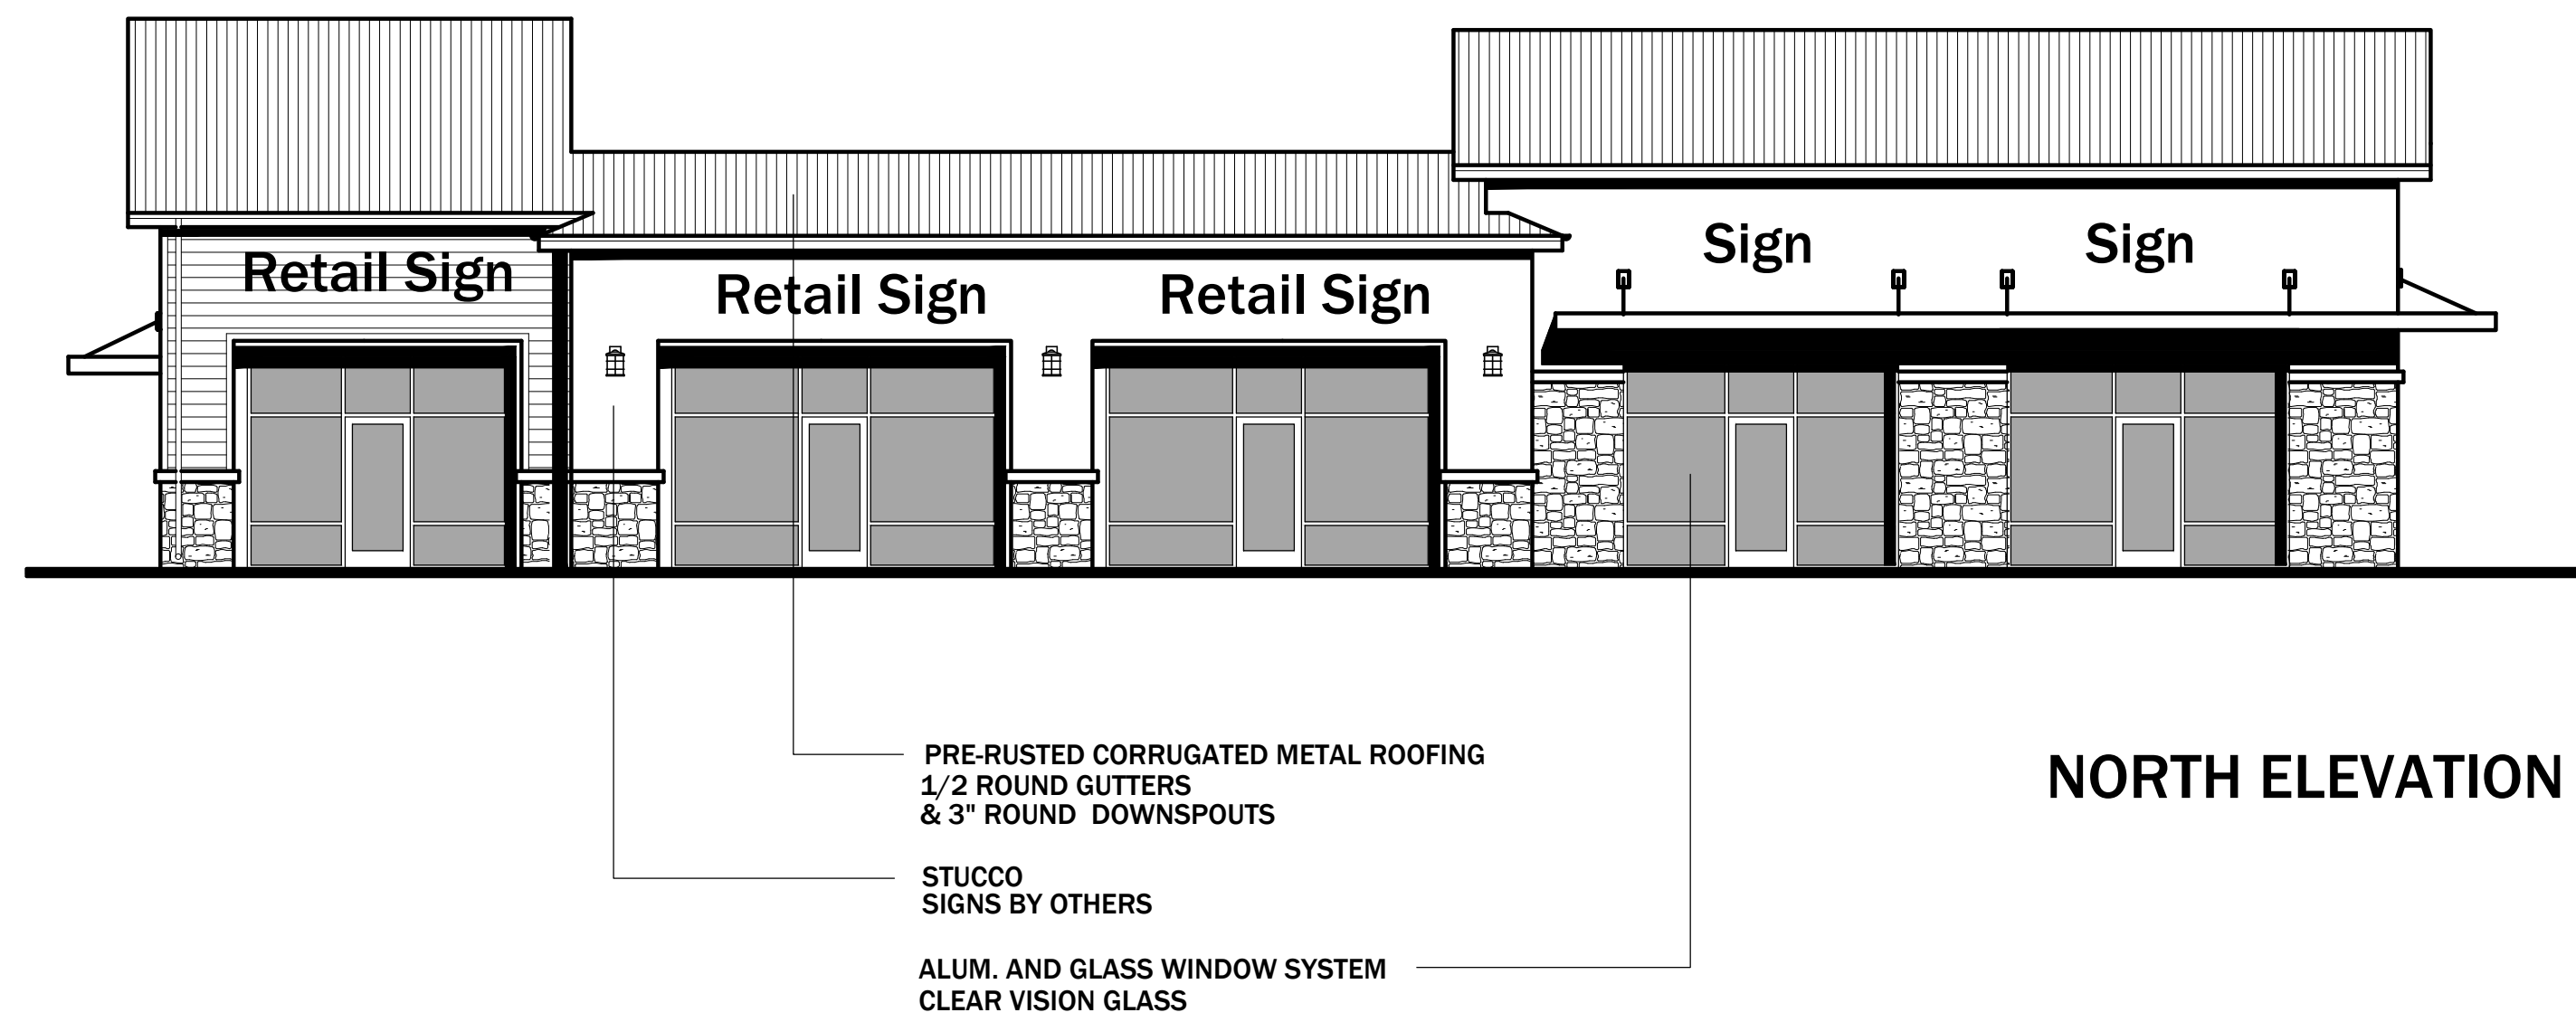 Sign Sign
Retail Sign
Retail Sign Retail Sign
PRE-RUSTED CORRUGATED METAL ROOFING
1/2 ROUND GUTTERS
& 3" ROUND DOWNSPOUTS
NORTH ELEVATION
STUCCO
SIGNS BY OTHERS
ALUM. AND GLASS WINDOW SYSTEM
CLEAR VISION GLASS